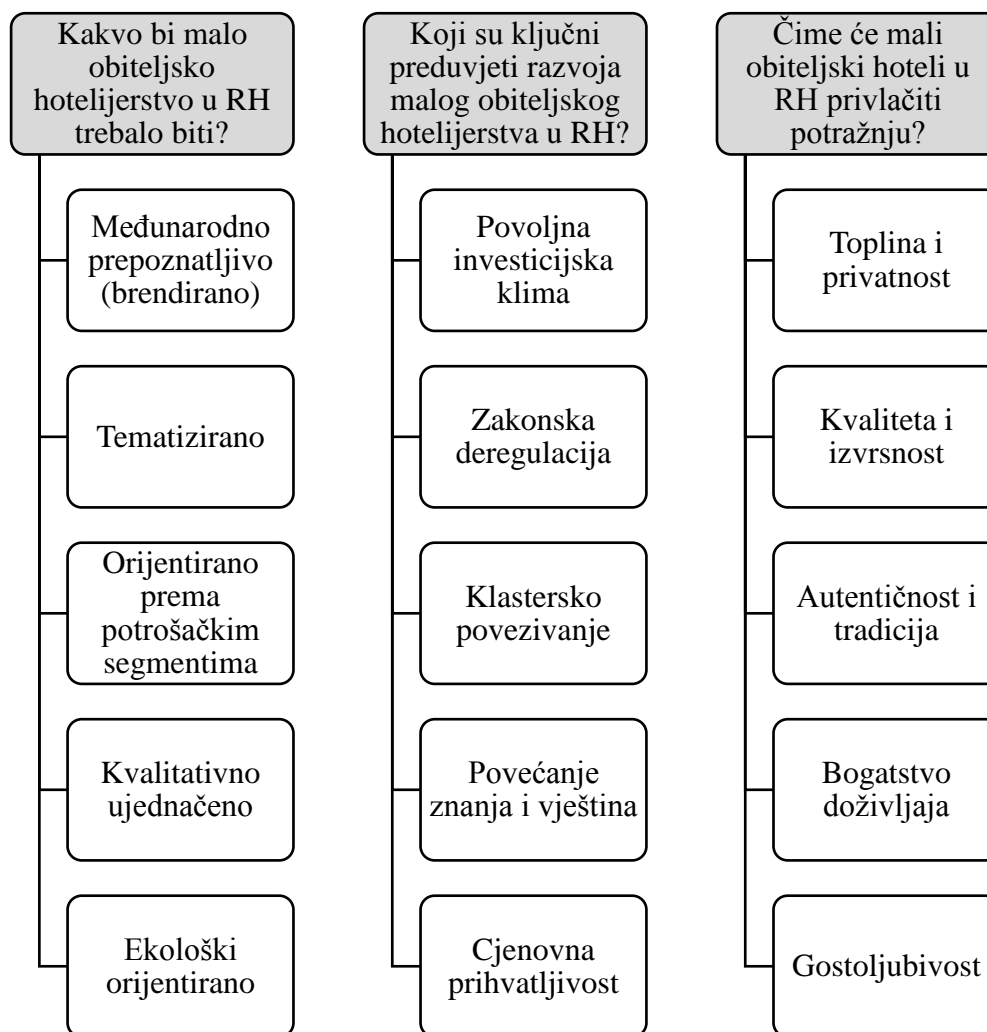 Kakvo bi malo
obiteljsko
hotelijerstvo u RH
trebalo biti?
Međunarodno
prepoznatljivo
(brendirano)
Tematizirano
Orijentirano
prema
potrošačkim
segmentima
Kvalitativno
ujednačeno
Ekološki
orijentirano
Koji su ključni
preduvjeti razvoja
malog obiteljskog
hotelijerstva u RH?
Povoljna
investicijska
klima
Zakonska
deregulacija
Klastersko
povezivanje
Povećanje
znanja i vještina
Cjenovna
prihvatljivost
Čime će mali
obiteljski hoteli u
RH privlačiti
potražnju?
Toplina i
privatnost
Kvaliteta i
izvrsnost
Autentičnost i
tradicija
Bogatstvo
doživljaja
Gostoljubivost